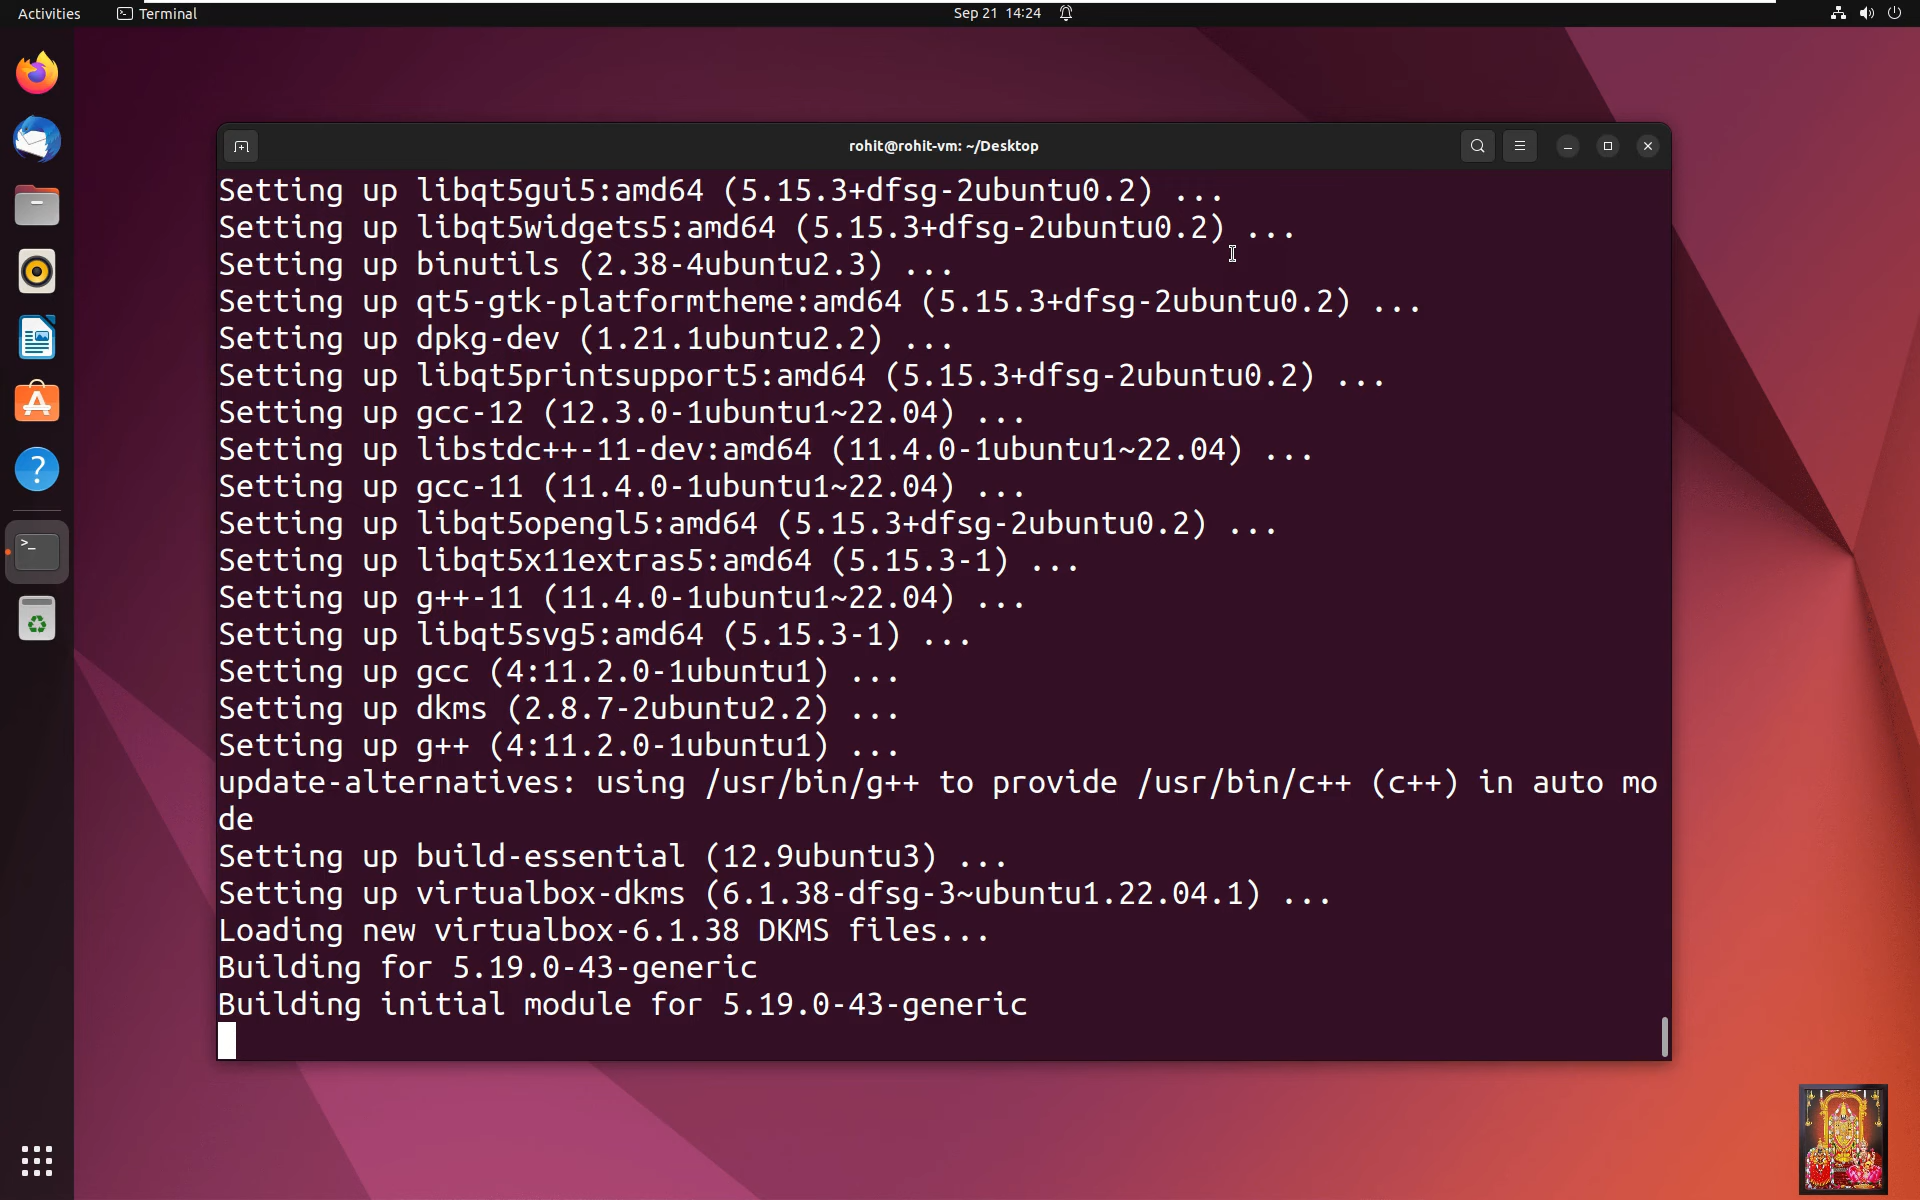 Activities
Terminal
Sep 21 14:24
rohit@rohit-vm: ~/Desktop
Setting up libqt5gui5:amd64 (5.15.3+dfsg-2ubuntu0.2) ...
Setting up libqt5widgets5:amd64 (5.15.3+dfsg-2ubuntu0.2) ...
Setting up binutils (2.38-4ubuntu2.3) ...
Setting up qt5-gtk-platformtheme:amd64 (5.15.3+dfsg-2ubuntu0.2) ...
Setting up dpkg-dev (1.21.1ubuntu2.2) ...
Setting up libqt5printsupport5:amd64 (5.15.3+dfsg-2ubuntu0.2) ...
Setting up gcc-12 (12.3.0-1ubuntu1~22.04) ...
Setting up libstdc++-11-dev:amd64 (11.4.0-1ubuntu1~22.04) ...
Setting up gcc-11 (11.4.0-1ubuntu1~22.04) ...
Setting up libqt5opengl5:amd64 (5.15.3+dfsg-2ubuntu0.2) ...
Setting up libqt5x11extras5:amd64 (5.15.3-1) ...
Setting up g++-11 (11.4.0-1ubuntu1~22.04) ...
Setting up libqt5svg5:amd64 (5.15.3-1) ...
Setting up gcc (4:11.2.0-1ubuntu1) ...
Setting up dkms (2.8.7-2ubuntu2.2) ...
Setting up g++ (4:11.2.0-1ubuntu1) ...
update-alternatives: using /usr/bin/g++ to provide /usr/bin/c++ (c++) in auto mo
de
Setting up build-essential (12.9ubuntu3) ...
Setting up virtualbox-dkms (6.1.38-dfsg-3~ubuntu1.22.04.1) ...
Loading new virtualbox-6.1.38 DKMS files...
Building for 5.19.0-43-generic
Building initial module for 5.19.0-43-generic